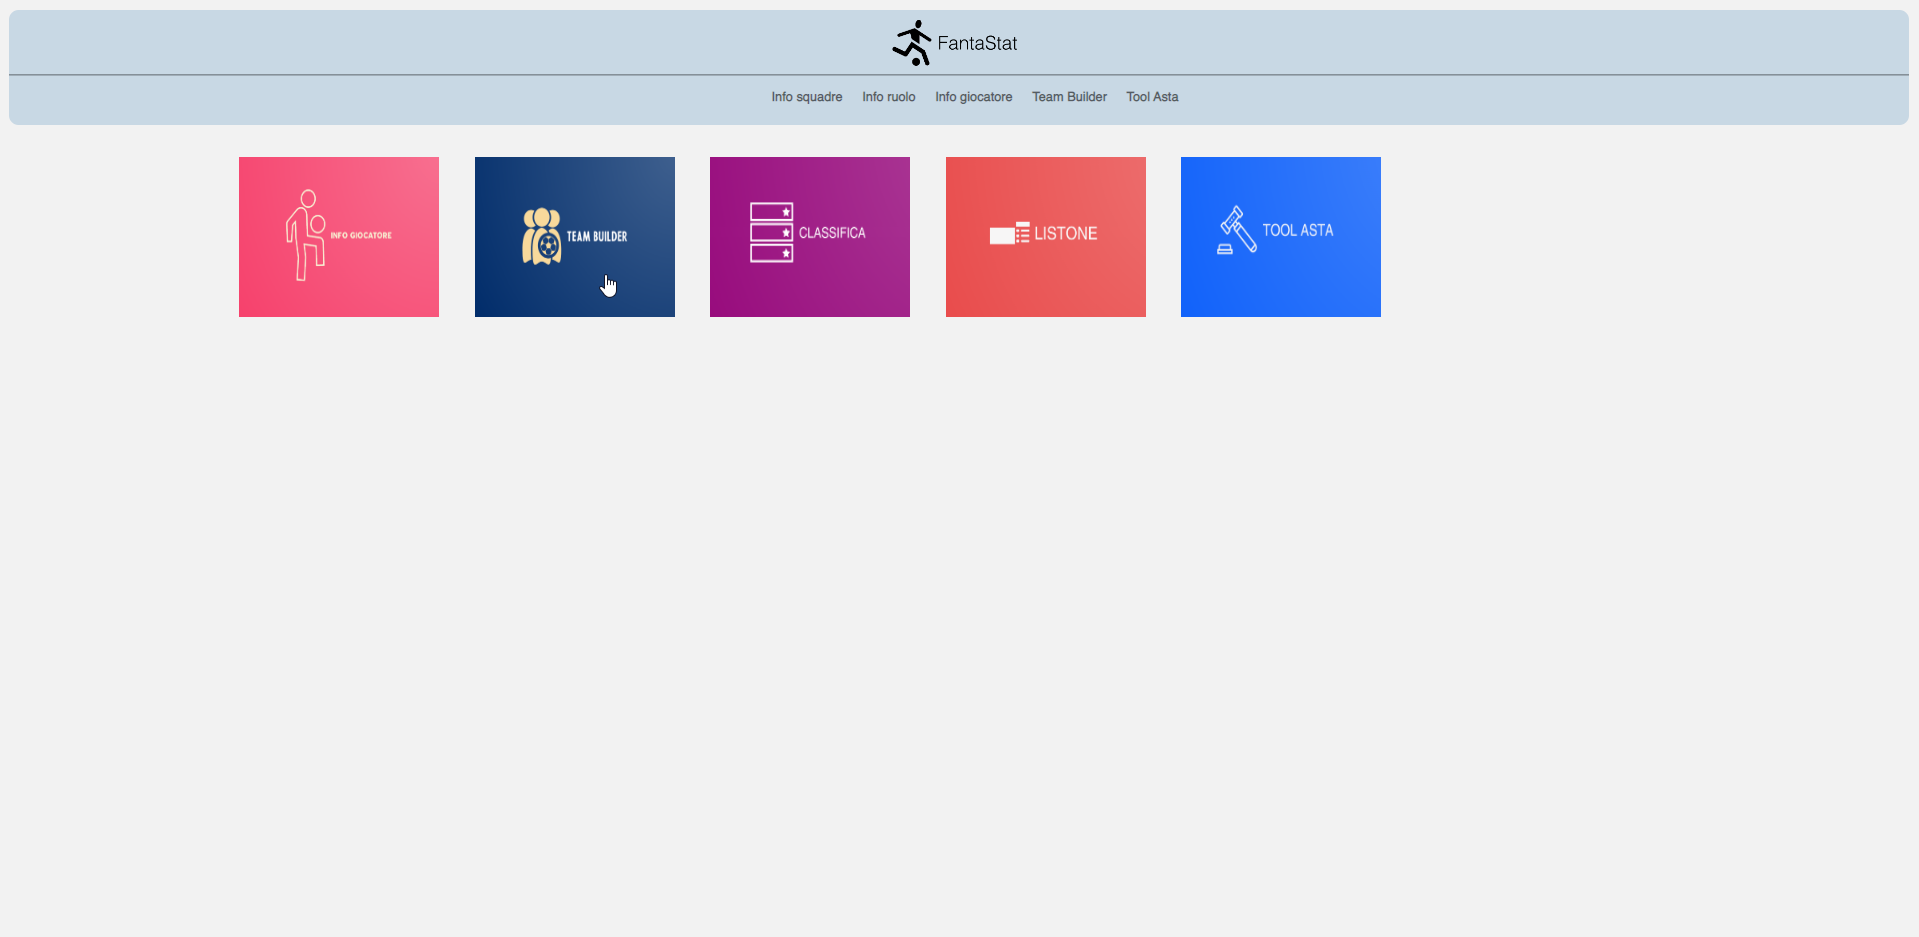 FantaStat
Info squadre Info ruolo Info giocatore Team Builder Tool Asta
INFO GIOCATORE
TEAM BUILDER
CLASSIFICA
LISTONE
TOOL ASTA